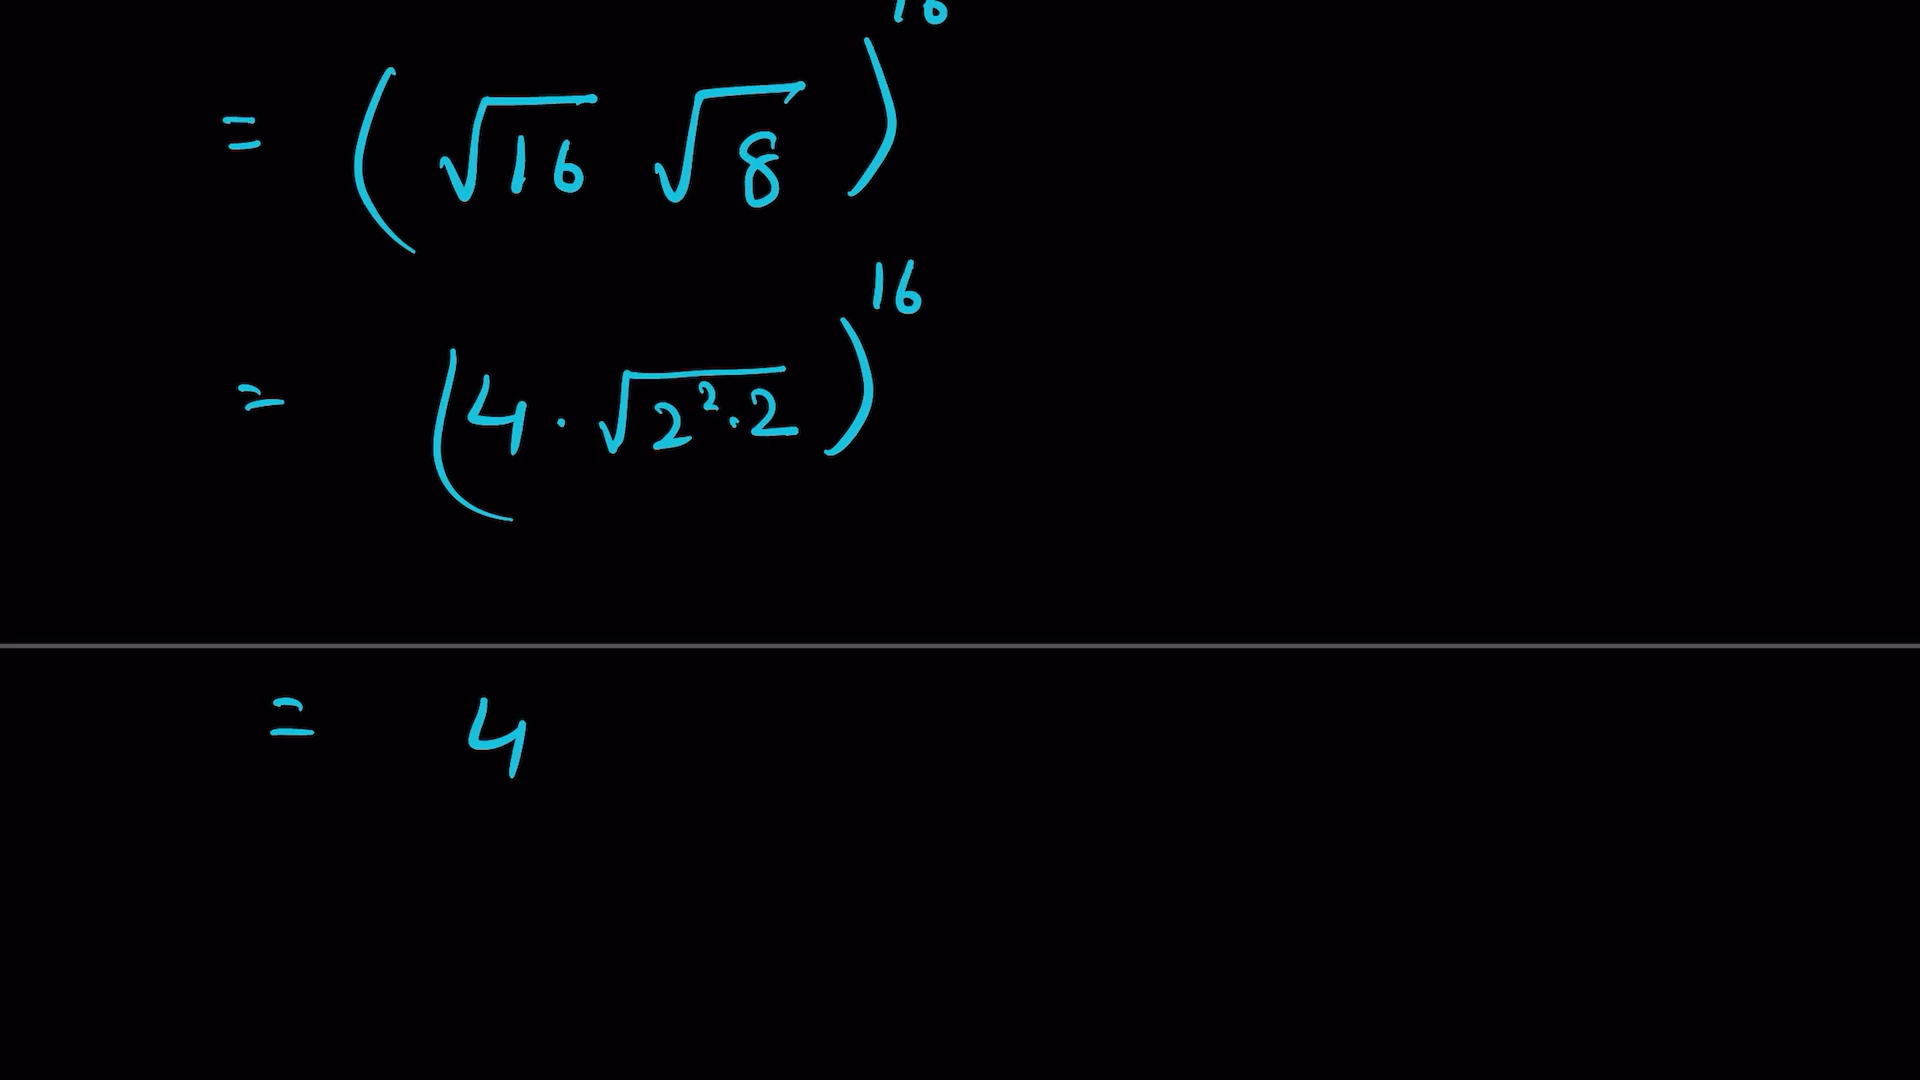 = (√16 √8)^16
= (4 · √(2² · 2))^16
= 4